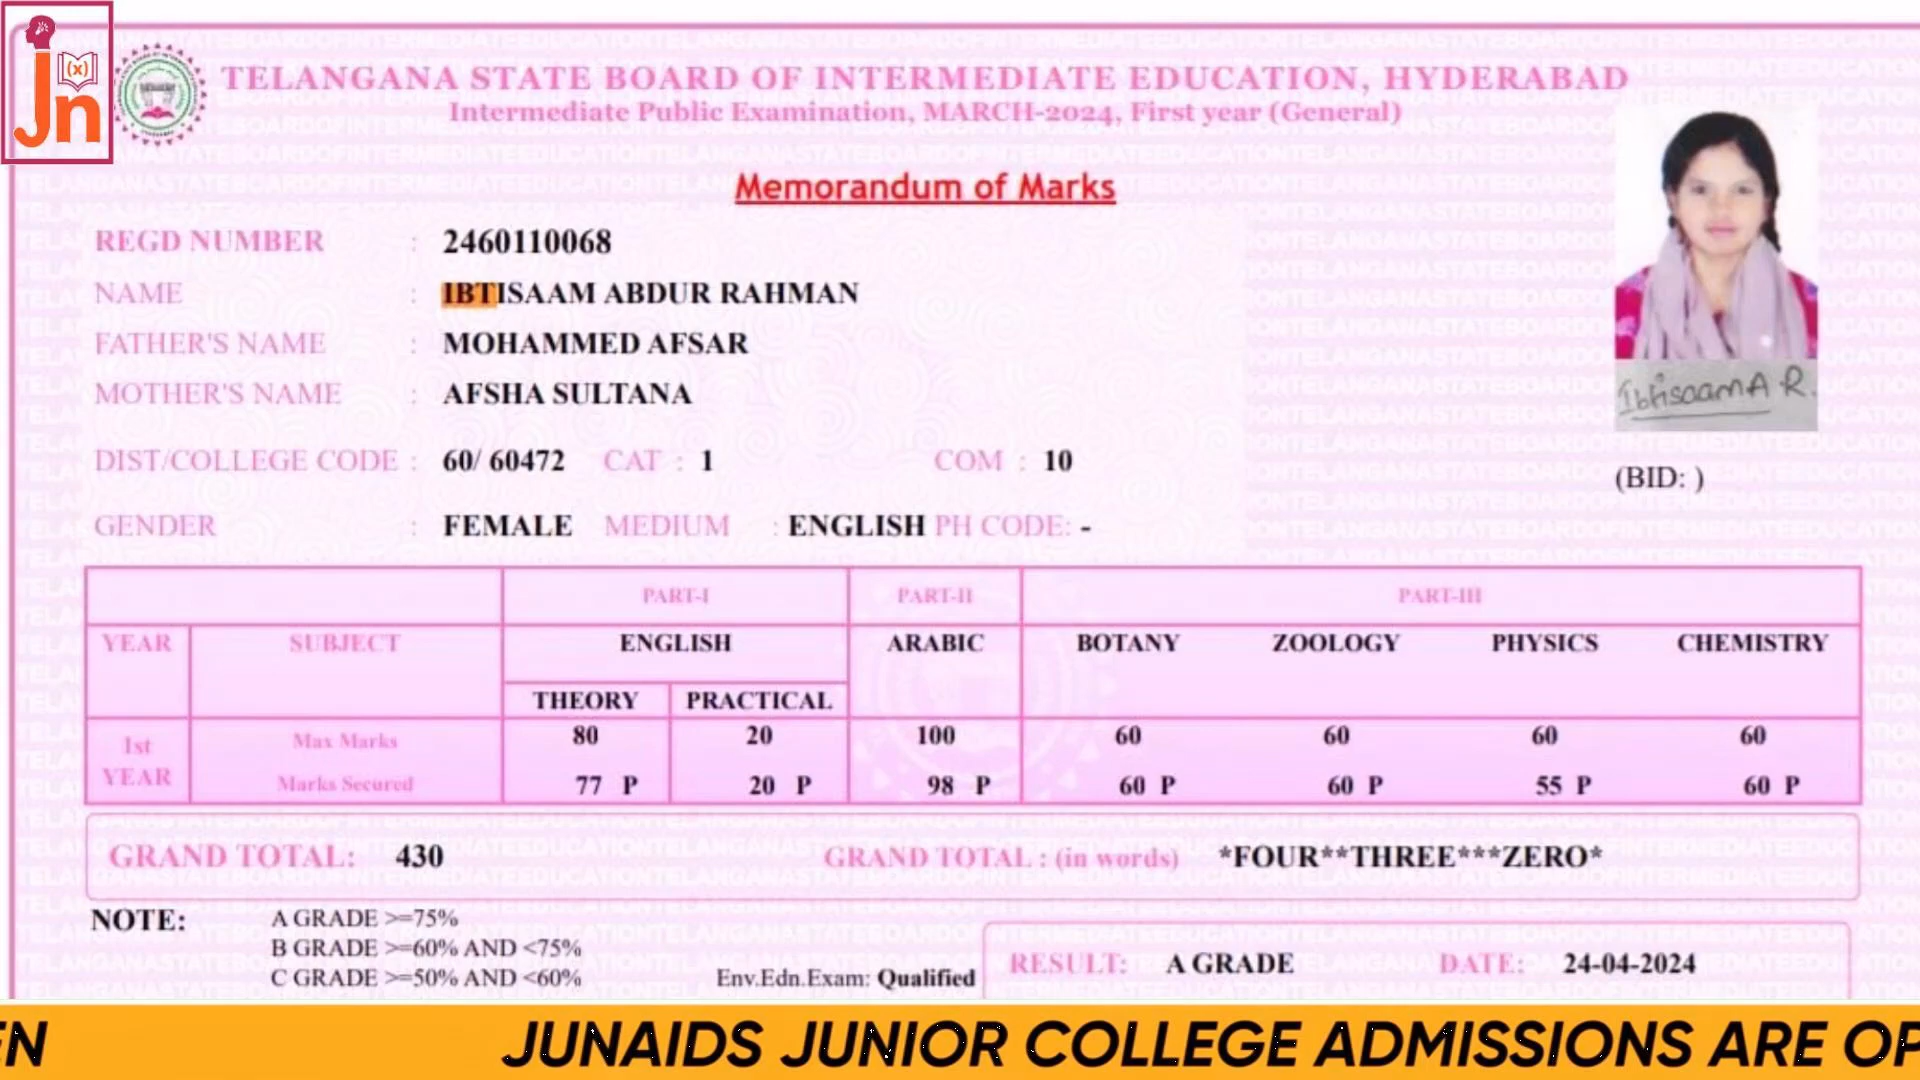 Jn (x)
TELANGANA STATE BOARD OF INTERMEDIATE EDUCATION, HYDERABAD
Intermediate Public Examination, MARCH-2024, First year (General)
Memorandum of Marks
REGD NUMBER : 2460110068
NAME : IBTISAAM ABDUR RAHMAN
FATHER'S NAME : MOHAMMED AFSAR
MOTHER'S NAME : AFSHA SULTANA
IbtisaamA R.
DIST/COLLEGE CODE : 60/ 60472 CAT : 1 COM : 10
(BID: )
GENDER : FEMALE MEDIUM : ENGLISH PH CODE: -
PART-I PART-II PART-III
YEAR SUBJECT ENGLISH ARABIC BOTANY ZOOLOGY PHYSICS CHEMISTRY
THEORY PRACTICAL
1st YEAR Max Marks 80 20 100 60 60 60 60
Marks Secured 77 P 20 P 98 P 60 P 60 P 55 P 60 P
GRAND TOTAL: 430 GRAND TOTAL : (in words) *FOUR**THREE***ZERO*
NOTE: A GRADE >=75%
B GRADE >=60% AND <75%
C GRADE >=50% AND <60%
Env.Edn.Exam: Qualified
RESULT: A GRADE DATE: 24-04-2024
EN JUNAIDS JUNIOR COLLEGE ADMISSIONS ARE OP